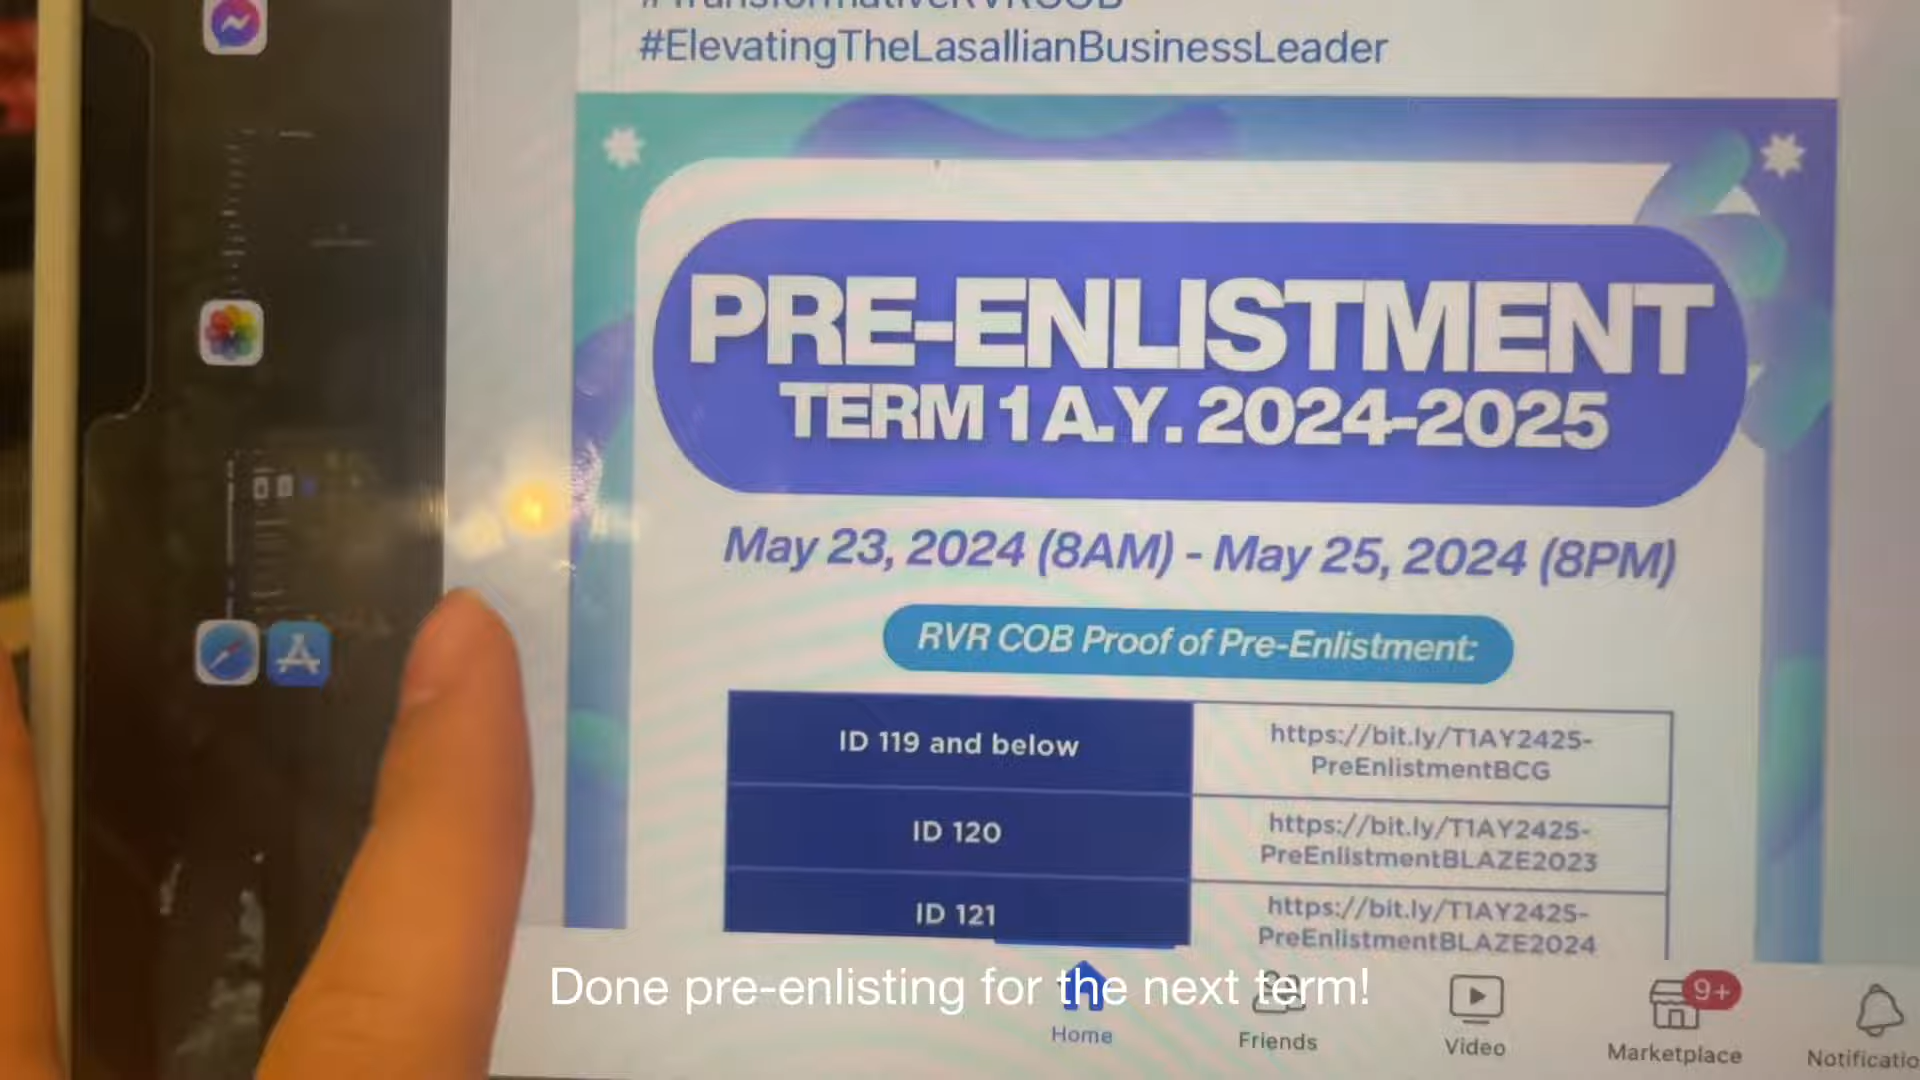 #TransformativeRVRCOB
#ElevatingTheLasallianBusinessLeader
PRE-ENLISTMENT
TERM 1 A.Y. 2024-2025
May 23, 2024 (8AM) - May 25, 2024 (8PM)
RVR COB Proof of Pre-Enlistment:
ID 119 and below
https://bit.ly/T1AY2425-
PreEnlistmentBCG
ID 120
https://bit.ly/T1AY2425-
PreEnlistmentBLAZE2023
ID 121
https://bit.ly/T1AY2425-
PreEnlistmentBLAZE2024
Done pre-enlisting for the next term!
9+
Home
Friends
Video
Marketplace
Notificatio